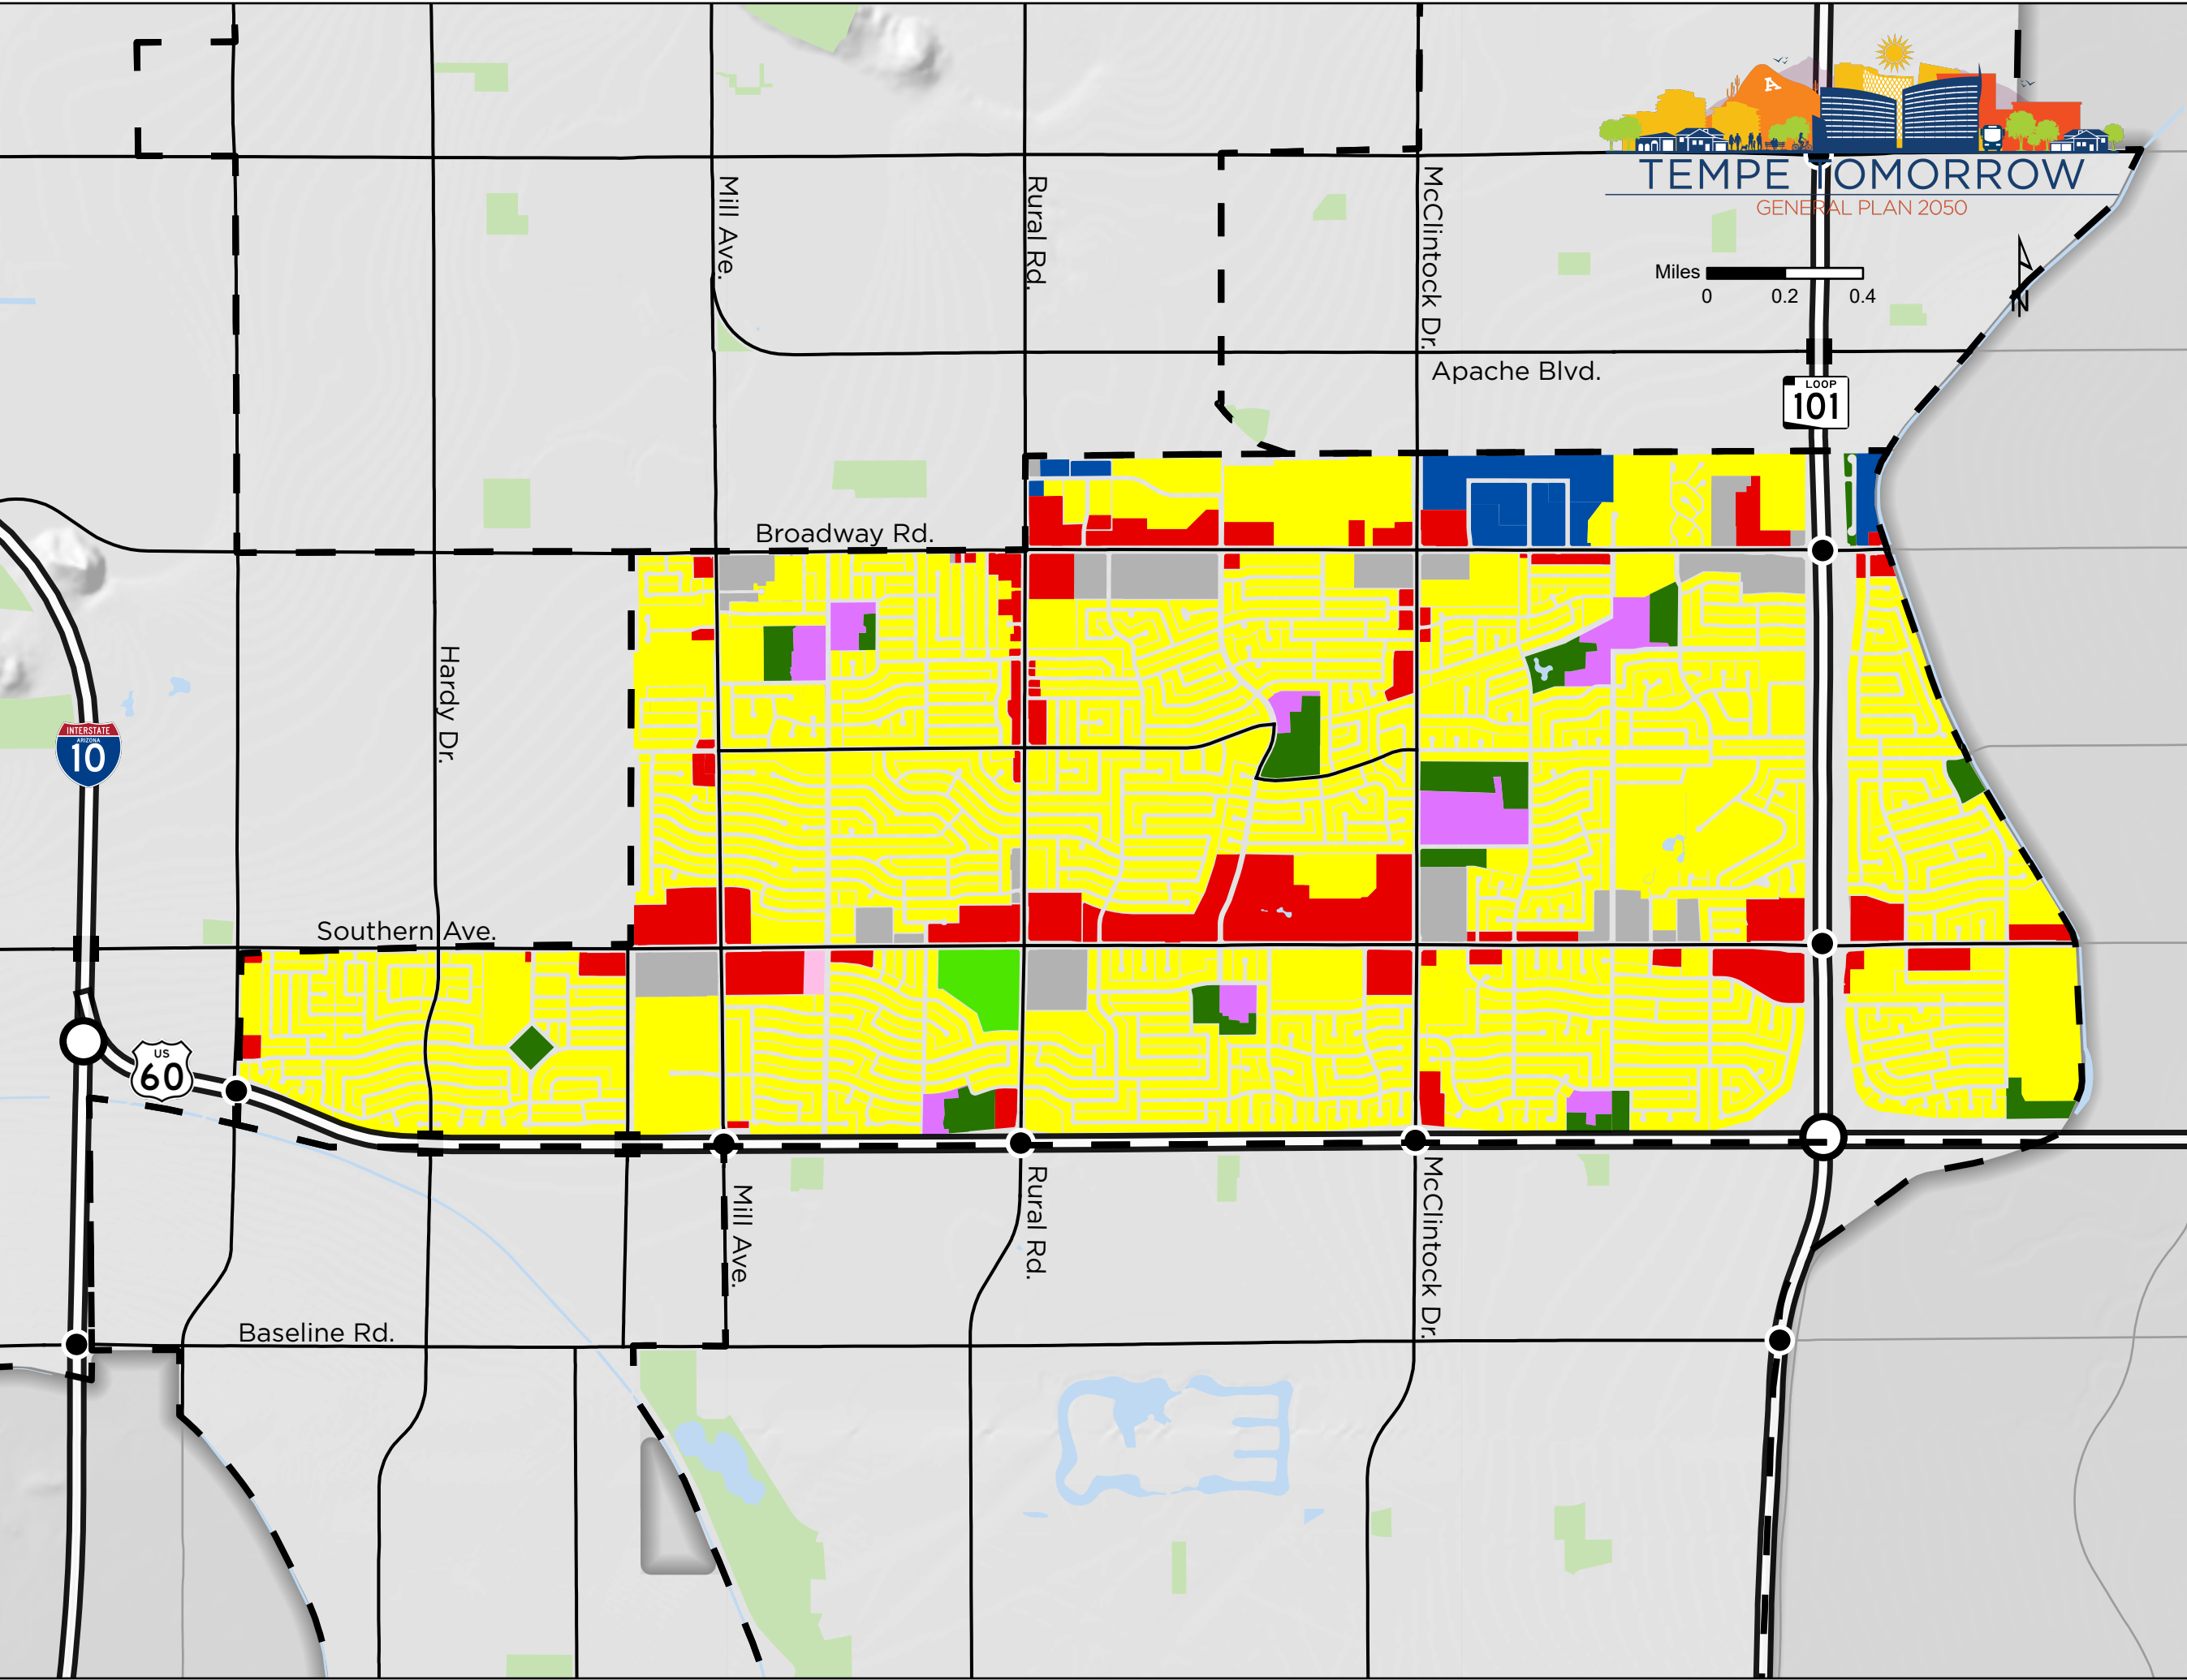 A
TEMPE TOMORROW
GENERAL PLAN 2050
Mill Ave.
Rural Rd.
McClintock Dr.
N
Miles
0 0.2 0.4
Apache Blvd.
LOOP
101
Broadway Rd.
Hardy Dr.
INTERSTATE
ARIZONA
10
Southern Ave.
US
60
Mill Ave.
Rural Rd.
McClintock Dr.
Baseline Rd.